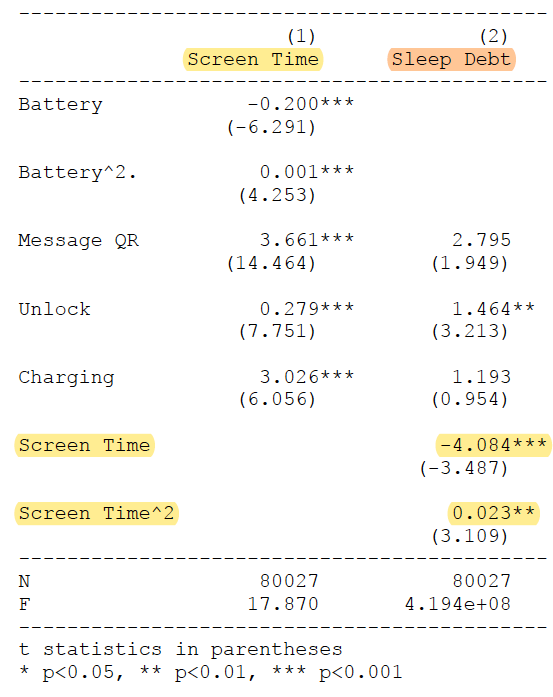 (1) (2)
Screen Time Sleep Debt
Battery -0.200***
(-6.291)
Battery^2. 0.001***
(4.253)
Message QR 3.661*** 2.795
(14.464) (1.949)
Unlock 0.279*** 1.464**
(7.751) (3.213)
Charging 3.026*** 1.193
(6.056) (0.954)
Screen Time -4.084***
(-3.487)
Screen Time^2 0.023**
(3.109)
N 80027 80027
F 17.870 4.194e+08
t statistics in parentheses
* p<0.05, ** p<0.01, *** p<0.001